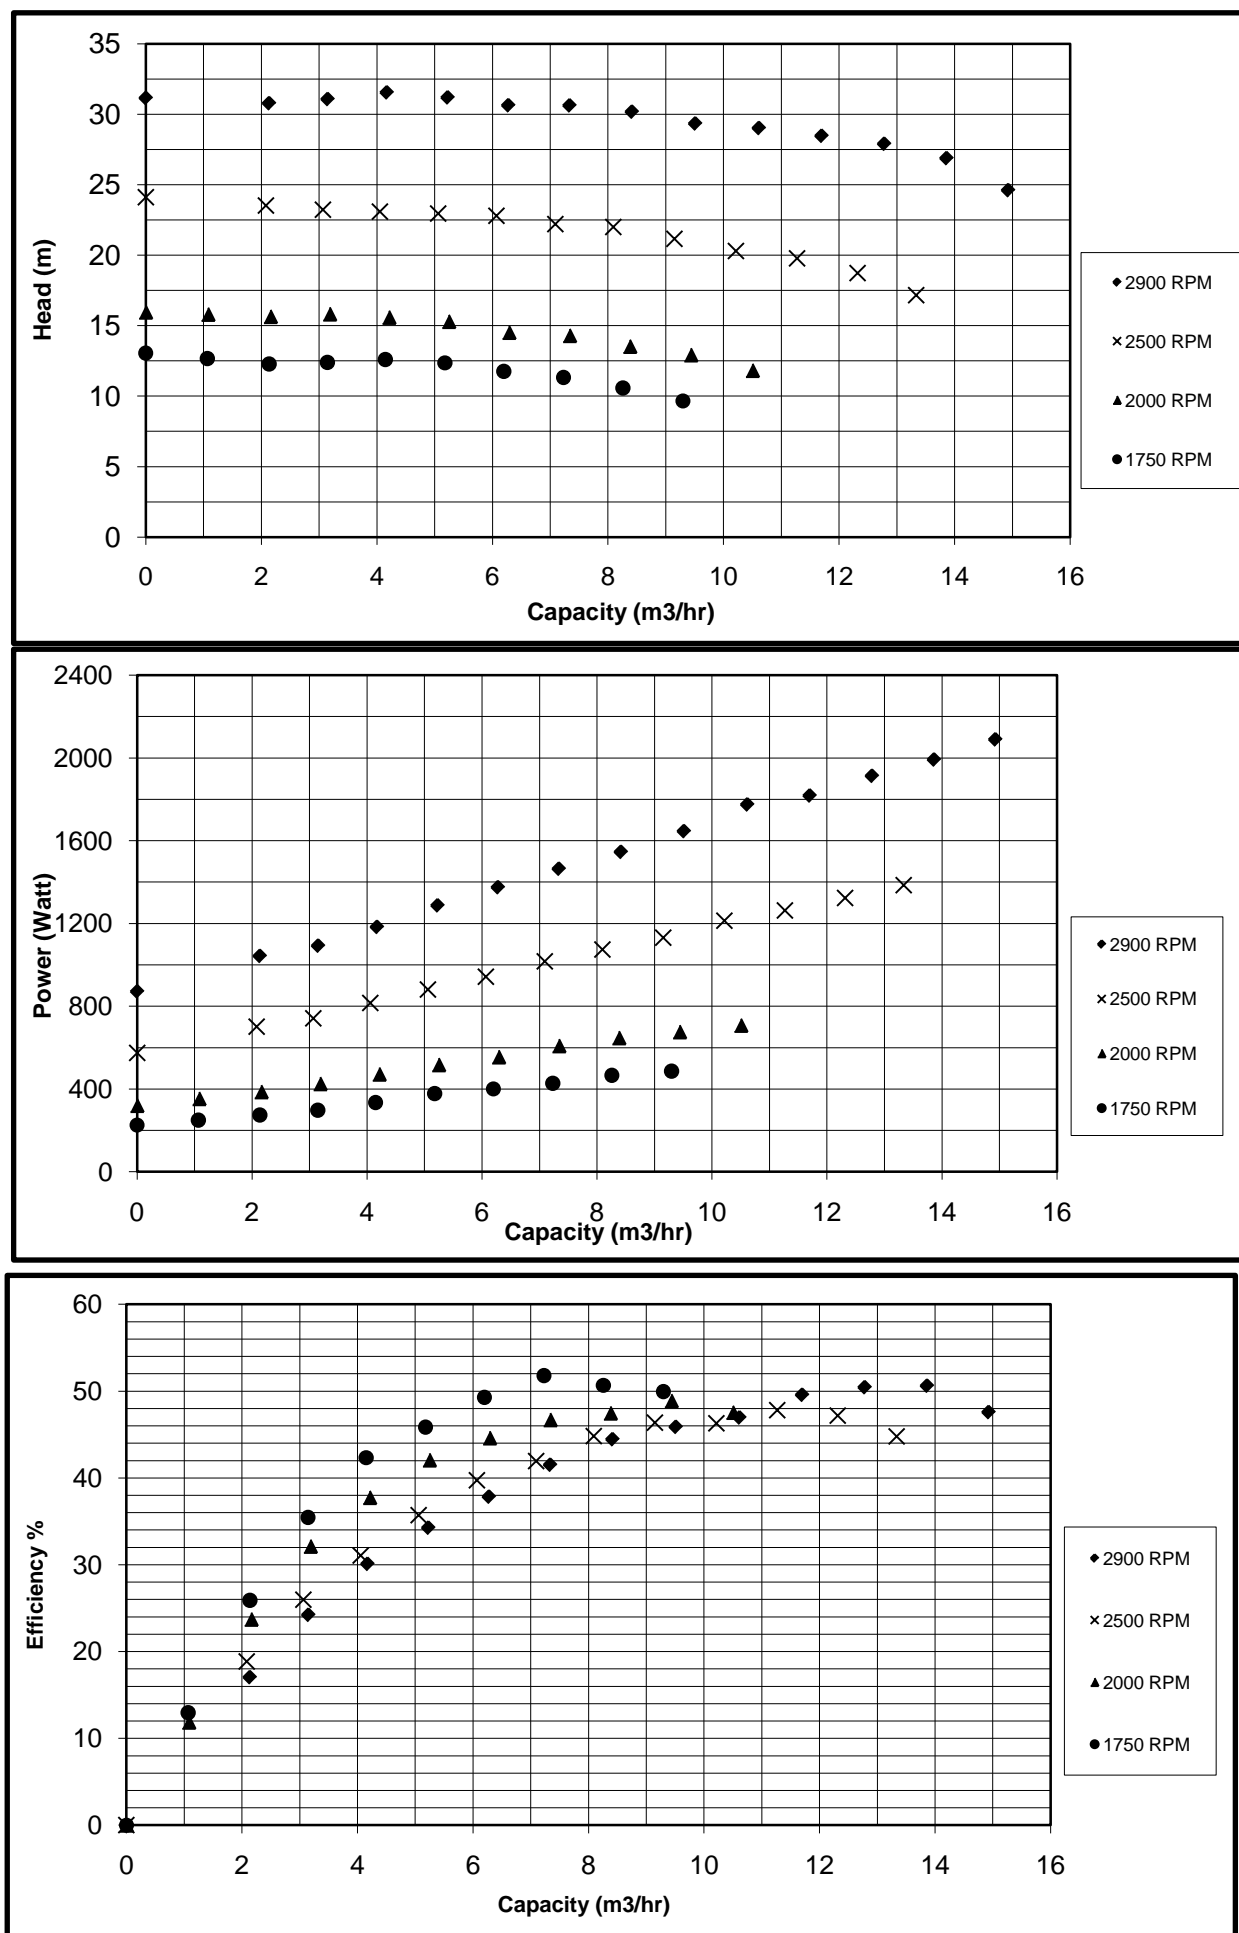 35
30
25
20
15
10
5
0
Head (m)
0 2 4 6 8 10 12 14 16
Capacity (m3/hr)
2900 RPM
2500 RPM
2000 RPM
1750 RPM
2400
2000
1600
1200
800
400
0
Power (Watt)
0 2 4 6 8 10 12 14 16
Capacity (m3/hr)
2900 RPM
2500 RPM
2000 RPM
1750 RPM
60
50
40
30
20
10
0
Efficiency %
0 2 4 6 8 10 12 14 16
Capacity (m3/hr)
2900 RPM
2500 RPM
2000 RPM
1750 RPM